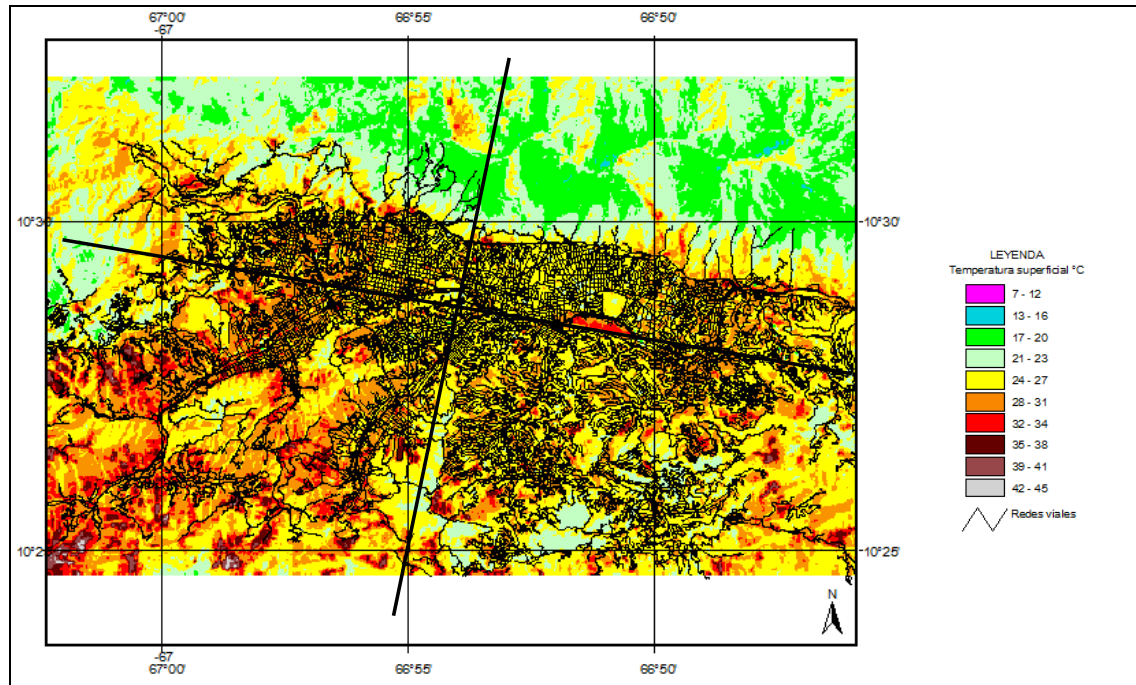 67°00' 66°55' 66°50'
-67
10°30' 10°30'
LEYENDA
Temperatura superficial °C
7 - 12
13 - 16
17 - 20
21 - 23
24 - 27
28 - 31
32 - 34
35 - 38
39 - 41
42 - 45
Redes viales
10°2 10°25'
N
-67
67°00' 66°55' 66°50'